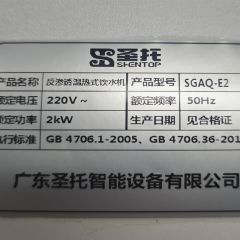 圣托
SHENTOP
产品名称 反渗透温热式饮水机 产品型号 SGAQ-E2
额定电压 220V ~ 额定频率 50Hz
额定功率 2kW 生产日期 见合格证
执行标准 GB 4706.1-2005、GB 4706.36-201
广东圣托智能设备有限公司